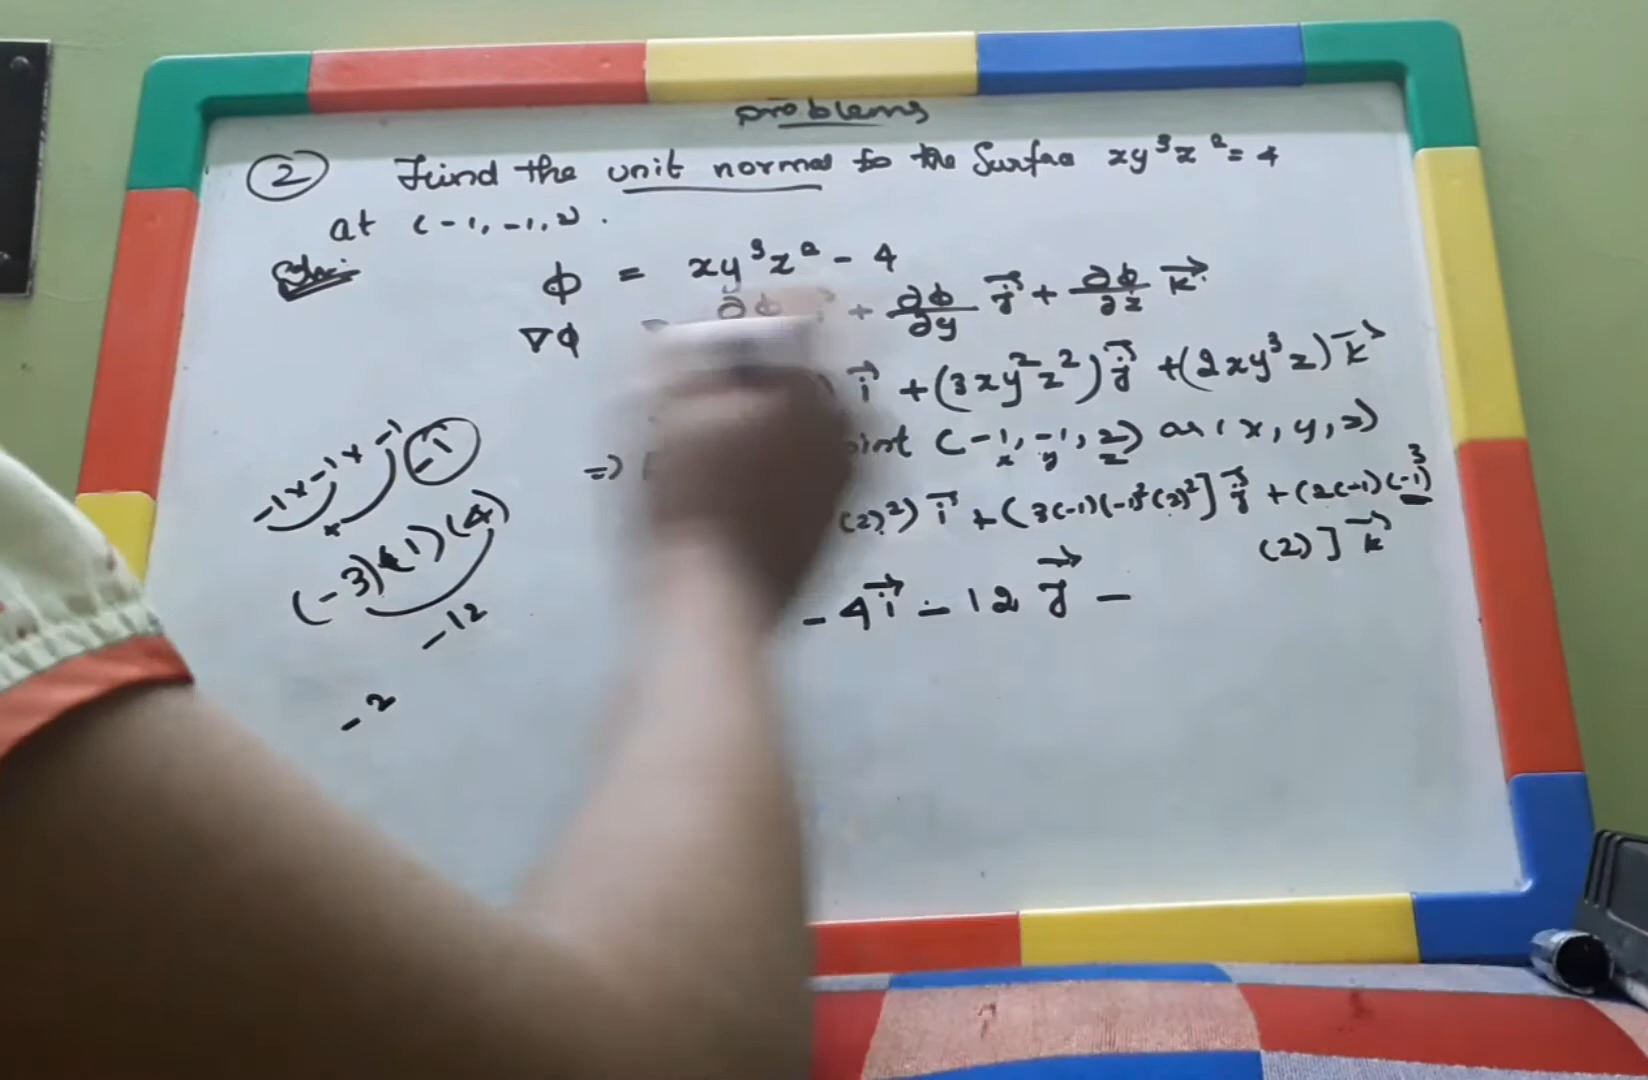 problems
② Find the unit normal to the Surface xy³z² = 4
at (-1, -1, 2).
Soln:
ϕ = xy³z² - 4
∇ϕ ∂ϕ + ∂ϕ/∂y j⃗ + ∂ϕ/∂z k⃗
i⃗ + (3xy²z²) j⃗ + (2xy³z) k⃗
=> (-1, -1, 2) as (x, y, z)
x y z
(2)²) i⃗ + (3(-1)(-1)²(2)²] j⃗ + (2(-1)(-1)³
(2)] k⃗
- 4 i⃗ - 12 j⃗ -
-1 x -1 x -1 -1
+
(-3)(1)(4)
-12
-2